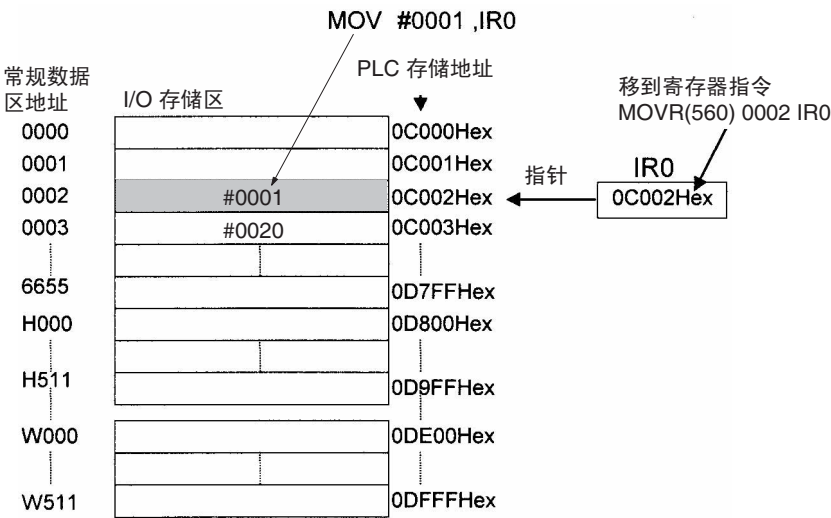 MOV #0001 ,IR0
常规数据
区地址
I/O 存储区
PLC 存储地址
移到寄存器指令
MOVR(560) 0002 IR0
0000
0C000Hex
0001
0C001Hex
IR0
指针
0002
#0001
0C002Hex
0C002Hex
0003
#0020
0C003Hex
6655
0D7FFHex
H000
0D800Hex
H511
0D9FFHex
W000
0DE00Hex
W511
0DFFFHex